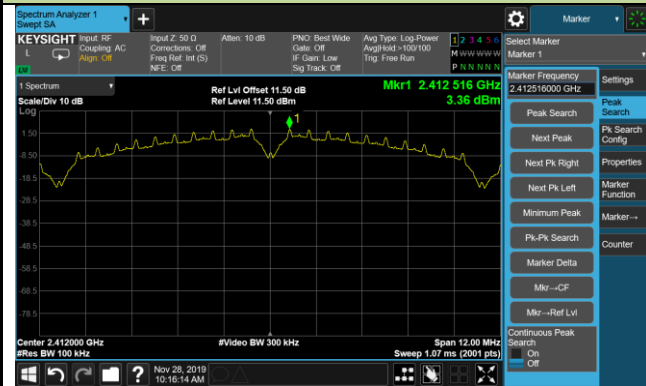 Spectrum Analyzer 1
Swept SA
+
Marker
KEYSIGHT
L
LXI
Input: RF
Coupling: AC
Align: Off
Input Z: 50 Ω
Corrections: Off
Freq Ref: Int (S)
NFE: Off
Atten: 10 dB
PNO: Best Wide
Gate: Off
IF Gain: Low
Sig Track: Off
Avg Type: Log-Power
Avg|Hold:>100/100
Trig: Free Run
1 2 3 4 5 6
M W W W W W
P N N N N N
Select Marker
Marker 1
1 Spectrum
Scale/Div 10 dB
Log
Ref Lvl Offset 11.50 dB
Ref Level 11.50 dBm
Mkr1 2.412 516 GHz
3.36 dBm
1
1.50
-8.50
-18.5
-28.5
-38.5
-48.5
-58.5
-68.5
-78.5
Center 2.412000 GHz
#Res BW 100 kHz
#Video BW 300 kHz
Span 12.00 MHz
Sweep 1.07 ms (2001 pts)
Marker Frequency
2.412516000 GHz
Peak Search
Next Peak
Next Pk Right
Next Pk Left
Minimum Peak
Pk-Pk Search
Marker Delta
Mkr→CF
Mkr→Ref Lvl
Continuous Peak
Search
On
Off
Settings
Peak
Search
Pk Search
Config
Properties
Marker
Function
Marker→
Counter
?
Nov 28, 2019
10:16:14 AM